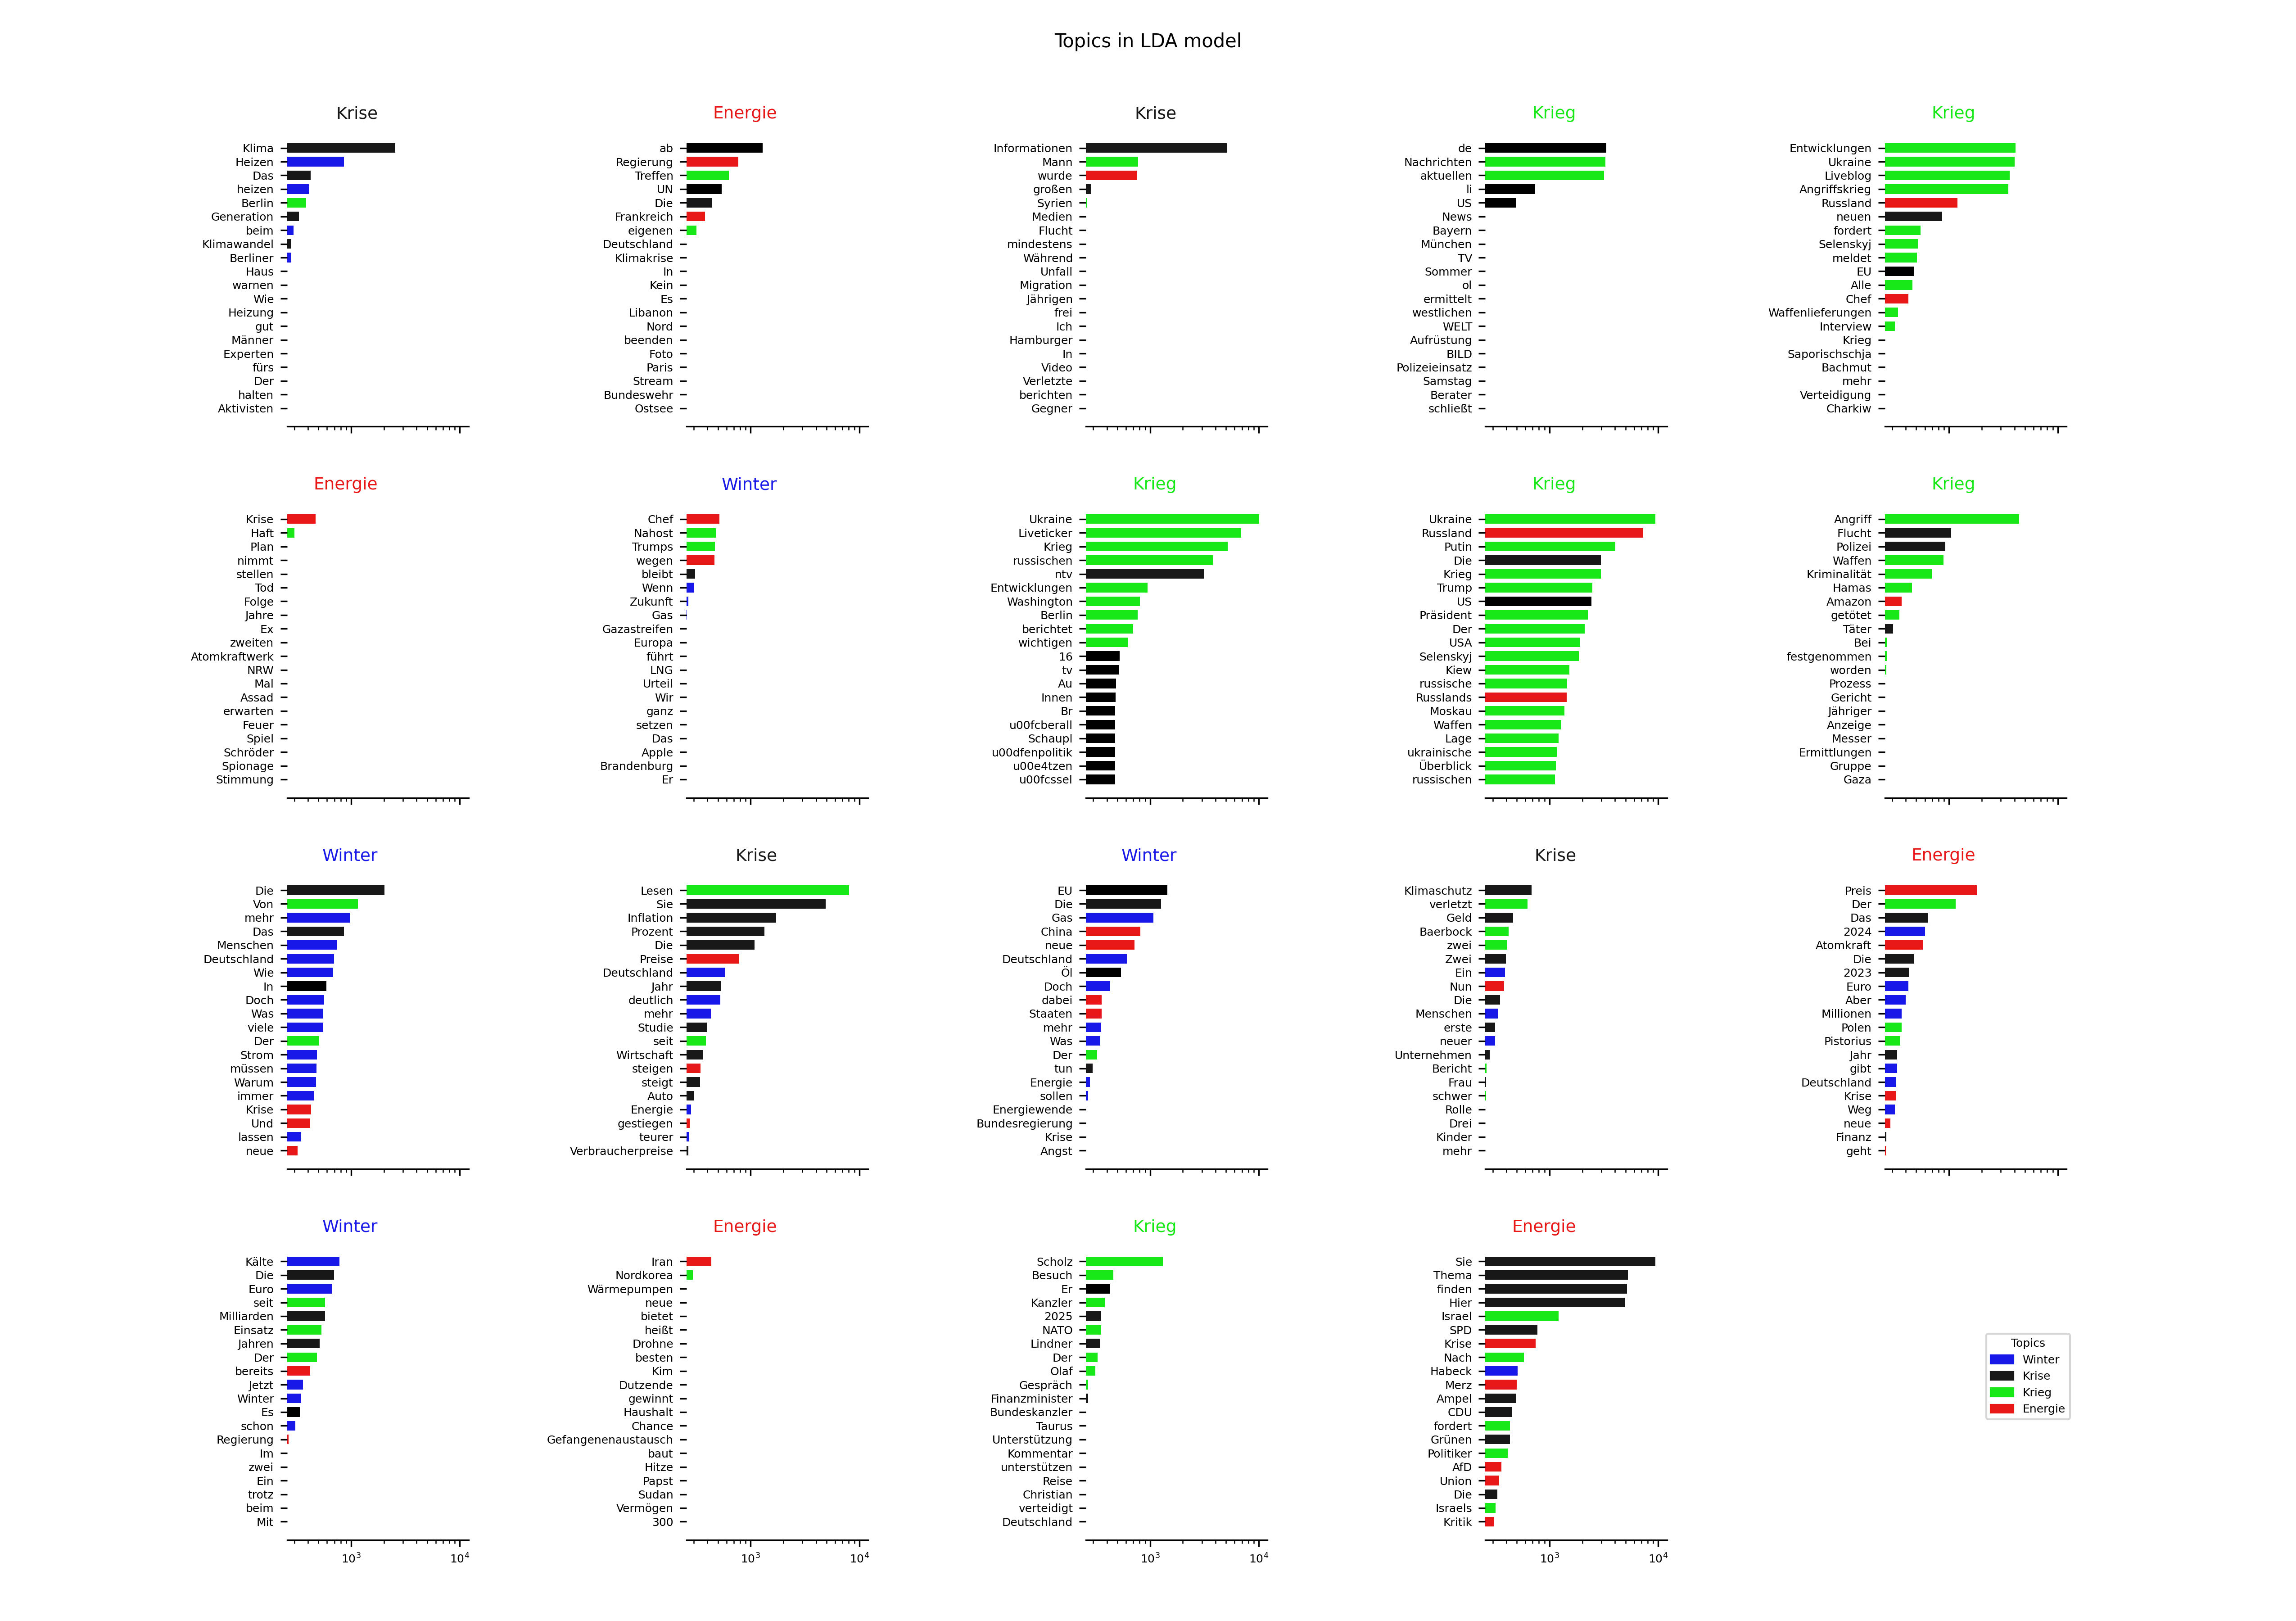 Topics in LDA model
Krise
Klima
Heizen
Das
heizen
Berlin
Generation
beim
Klimawandel
Berliner
Haus
warnen
Wie
Heizung
gut
Männer
Experten
fürs
Der
halten
Aktivisten
Energie
ab
Regierung
Treffen
UN
Die
Frankreich
eigenen
Deutschland
Klimakrise
In
Kein
Es
Libanon
Nord
beenden
Foto
Paris
Stream
Bundeswehr
Ostsee
Krise
Informationen
Mann
wurde
großen
Syrien
Medien
Flucht
mindestens
Während
Unfall
Migration
Jährigen
frei
Ich
Hamburger
In
Video
Verletzte
berichten
Gegner
Krieg
de
Nachrichten
aktuellen
li
US
News
Bayern
München
TV
Sommer
ol
ermittelt
westlichen
WELT
Aufrüstung
BILD
Polizeieinsatz
Samstag
Berater
schließt
Krieg
Entwicklungen
Ukraine
Liveblog
Angriffskrieg
Russland
neuen
fordert
Selenskyj
meldet
EU
Alle
Chef
Waffenlieferungen
Interview
Krieg
Saporischschja
Bachmut
mehr
Verteidigung
Charkiw
Energie
Krise
Haft
Plan
nimmt
stellen
Tod
Folge
Jahre
Ex
zweiten
Atomkraftwerk
NRW
Mal
Assad
erwarten
Feuer
Spiel
Schröder
Spionage
Stimmung
Winter
Chef
Nahost
Trumps
wegen
bleibt
Wenn
Zukunft
Gas
Gazastreifen
Europa
führt
LNG
Urteil
Wir
ganz
setzen
Das
Apple
Brandenburg
Er
Krieg
Ukraine
Liveticker
Krieg
russischen
ntv
Entwicklungen
Washington
Berlin
berichtet
wichtigen
16
tv
Au
Innen
Br
u00fcberall
Schaupl
u00dfenpolitik
u00e4tzen
u00fcssel
Krieg
Ukraine
Russland
Putin
Die
Krieg
Trump
US
Präsident
Der
USA
Selenskyj
Kiew
russische
Russlands
Moskau
Waffen
Lage
ukrainische
Überblick
russischen
Krieg
Angriff
Flucht
Polizei
Waffen
Kriminalität
Hamas
Amazon
getötet
Täter
Bei
festgenommen
worden
Prozess
Gericht
Jähriger
Anzeige
Messer
Ermittlungen
Gruppe
Gaza
Winter
Die
Von
mehr
Das
Menschen
Deutschland
Wie
In
Doch
Was
viele
Der
Strom
müssen
Warum
immer
Krise
Und
lassen
neue
Krise
Lesen
Sie
Inflation
Prozent
Die
Preise
Deutschland
Jahr
deutlich
mehr
Studie
seit
Wirtschaft
steigen
steigt
Auto
Energie
gestiegen
teurer
Verbraucherpreise
Winter
EU
Die
Gas
China
neue
Deutschland
Öl
Doch
dabei
Staaten
mehr
Was
Der
tun
Energie
sollen
Energiewende
Bundesregierung
Krise
Angst
Krise
Klimaschutz
verletzt
Geld
Baerbock
zwei
Zwei
Ein
Nun
Die
Menschen
erste
neuer
Unternehmen
Bericht
Frau
schwer
Rolle
Drei
Kinder
mehr
Energie
Preis
Der
Das
2024
Atomkraft
Die
2023
Euro
Aber
Millionen
Polen
Pistorius
Jahr
gibt
Deutschland
Krise
Weg
neue
Finanz
geht
Winter
Kälte
Die
Euro
seit
Milliarden
Einsatz
Jahren
Der
bereits
Jetzt
Winter
Es
schon
Regierung
Im
zwei
Ein
trotz
beim
Mit
10³ 10⁴
Energie
Iran
Nordkorea
Wärmepumpen
neue
bietet
heißt
Drohne
besten
Kim
Dutzende
gewinnt
Haushalt
Chance
Gefangenenaustausch
baut
Hitze
Papst
Sudan
Vermögen
300
10³ 10⁴
Krieg
Scholz
Besuch
Er
Kanzler
2025
NATO
Lindner
Der
Olaf
Gespräch
Finanzminister
Bundeskanzler
Taurus
Unterstützung
Kommentar
unterstützen
Reise
Christian
verteidigt
Deutschland
10³ 10⁴
Energie
Sie
Thema
finden
Hier
Israel
SPD
Krise
Nach
Habeck
Merz
Ampel
CDU
fordert
Grünen
Politiker
AfD
Union
Die
Israels
Kritik
10³ 10⁴
Topics
Winter
Krise
Krieg
Energie